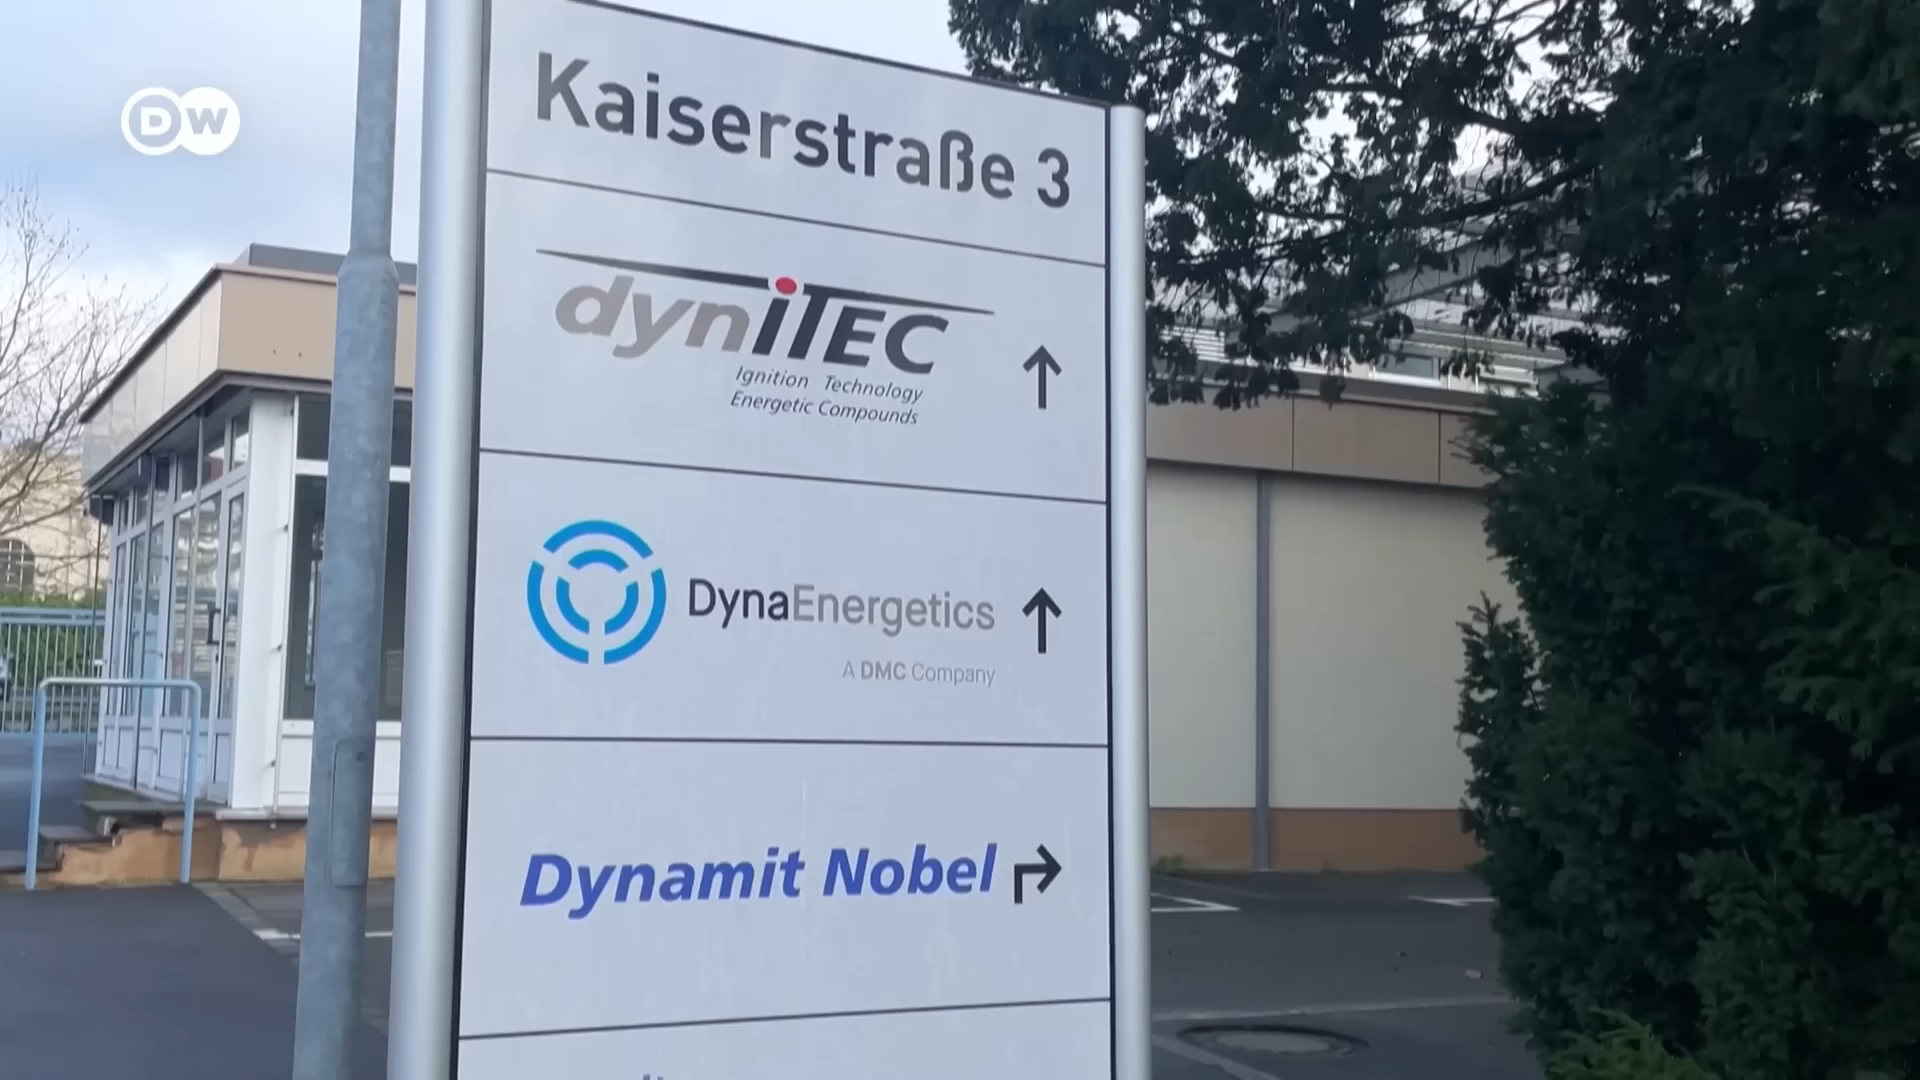 DW
Kaiserstraße 3
dyniTEC
Ignition Technology
Energetic Compounds
DynaEnergetics
A DMC Company
Dynamit Nobel